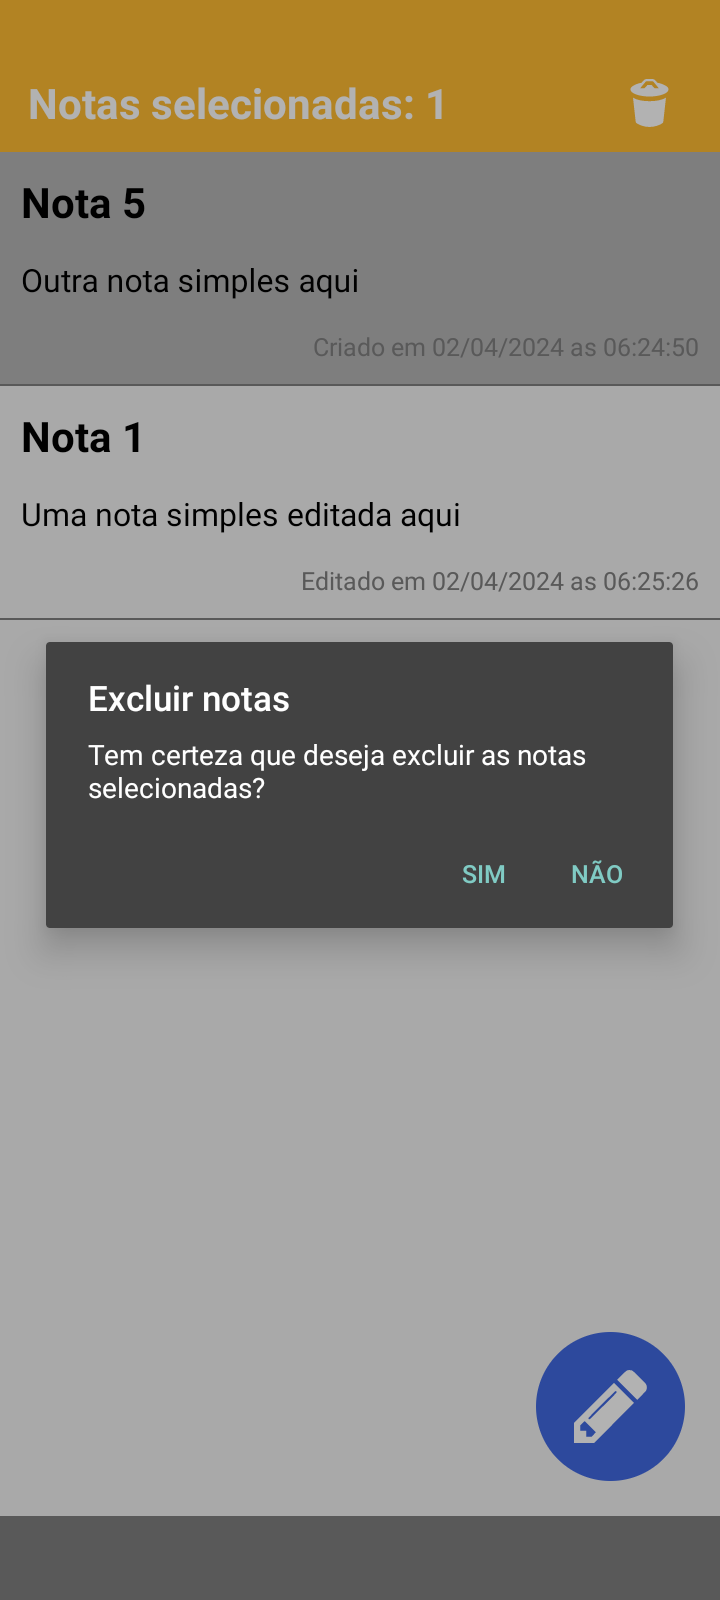 Notas selecionadas: 1
Nota 5
Outra nota simples aqui
Criado em 02/04/2024 as 06:24:50
Nota 1
Uma nota simples editada aqui
Editado em 02/04/2024 as 06:25:26
Excluir notas
Tem certeza que deseja excluir as notas
selecionadas?
SIM NÃO